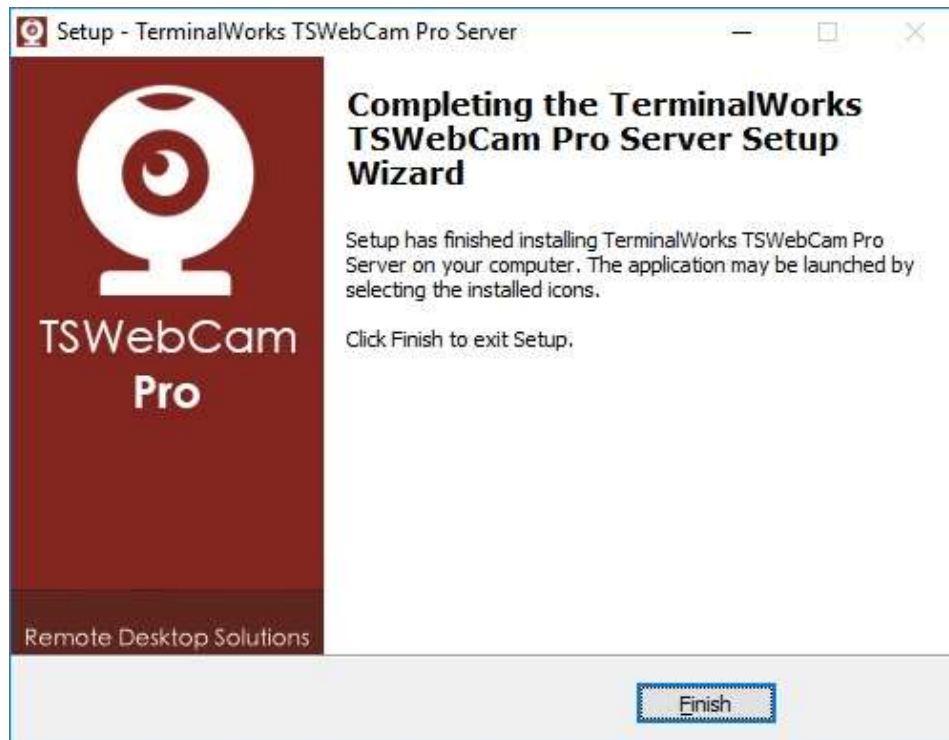 Setup - TerminalWorks TSWebCam Pro Server
Completing the TerminalWorks
TSWebCam Pro Server Setup
Wizard
Setup has finished installing TerminalWorks TSWebCam Pro
Server on your computer. The application may be launched by
selecting the installed icons.
Click Finish to exit Setup.
TSWebCam
Pro
Remote Desktop Solutions
Finish